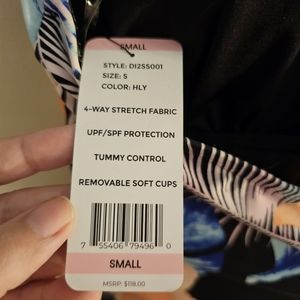 SMALL
STYLE: DI2SS001
SIZE: S
COLOR: HLY
4-WAY STRETCH FABRIC
UPF/SPF PROTECTION
TUMMY CONTROL
REMOVABLE SOFT CUPS
7 55406 79496 0
SMALL
MSRP: $118.00